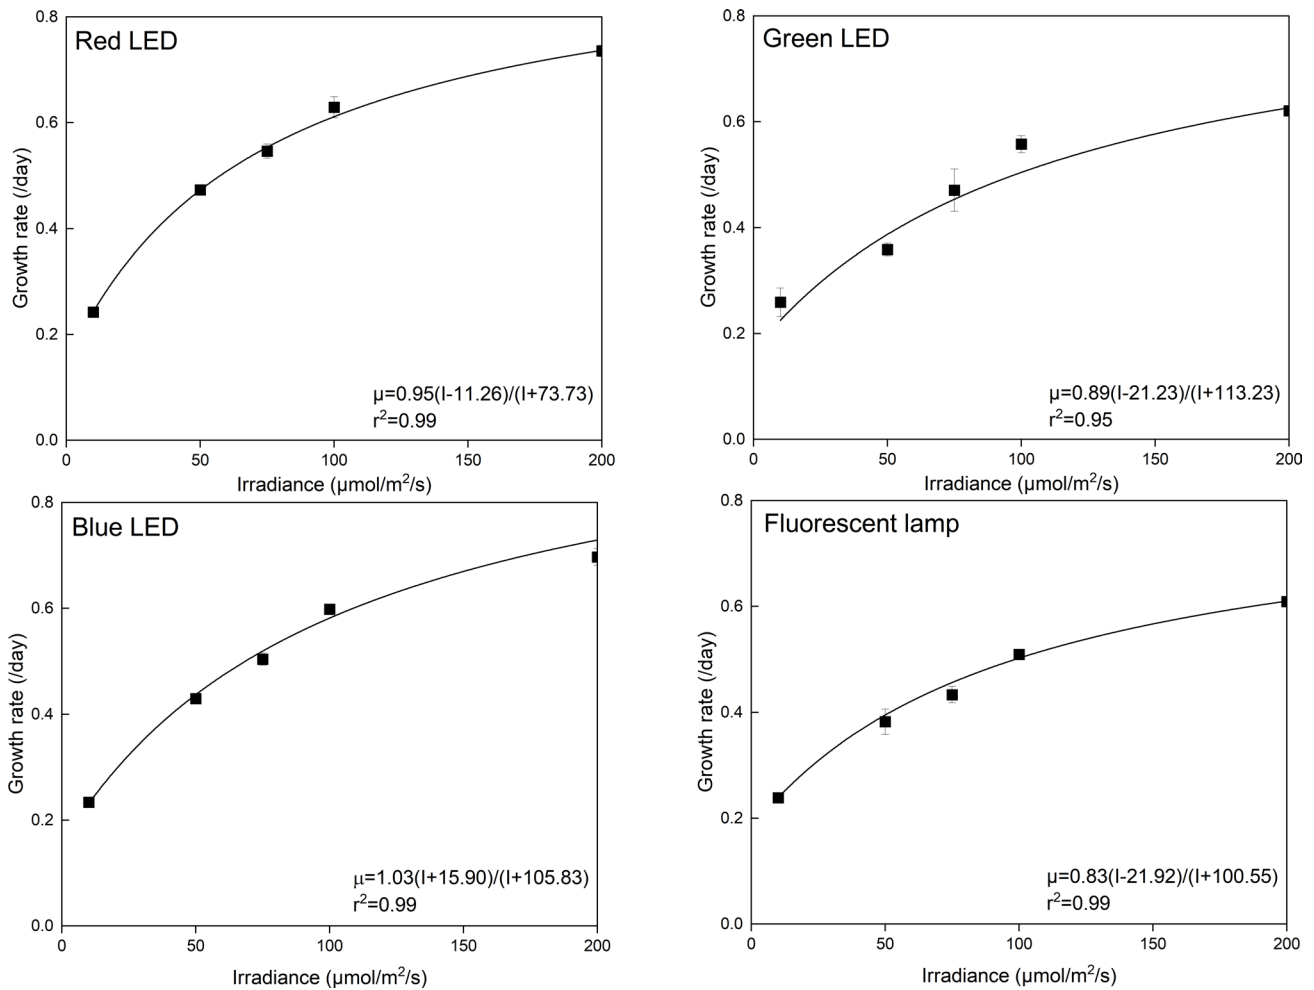 Red LED
0.8
0.6
0.4
0.2
0.0
Growth rate (/day)
μ=0.95(I-11.26)/(I+73.73)
r²=0.99
0 50 100 150 200
Irradiance (μmol/m²/s)
Green LED
0.8
0.6
0.4
0.2
0.0
Growth rate (/day)
μ=0.89(I-21.23)/(I+113.23)
r²=0.95
0 50 100 150 200
Irradiance (μmol/m²/s)
Blue LED
0.8
0.6
0.4
0.2
0.0
Growth rate (/day)
μ=1.03(I+15.90)/(I+105.83)
r²=0.99
0 50 100 150 200
Irradiance (μmol/m²/s)
Fluorescent lamp
0.8
0.6
0.4
0.2
0.0
Growth rate (/day)
μ=0.83(I-21.92)/(I+100.55)
r²=0.99
0 50 100 150 200
Irradiance (μmol/m²/s)